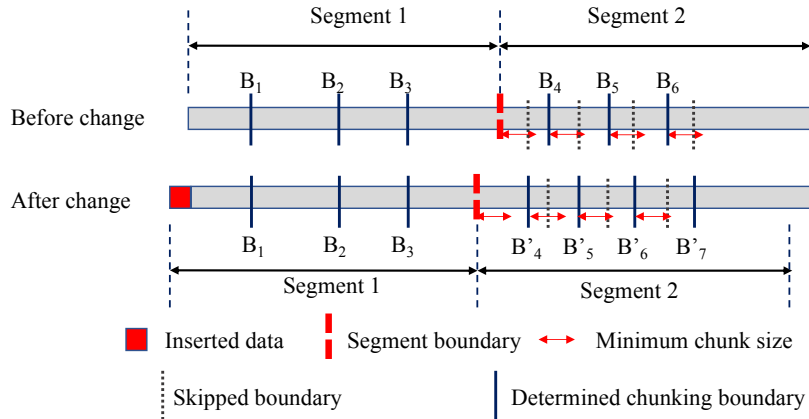 Segment 1 Segment 2
B1 B2 B3 B4 B5 B6
Before change
After change
B1 B2 B3 B'4 B'5 B'6 B'7
Segment 1 Segment 2
Inserted data Segment boundary Minimum chunk size
Skipped boundary Determined chunking boundary